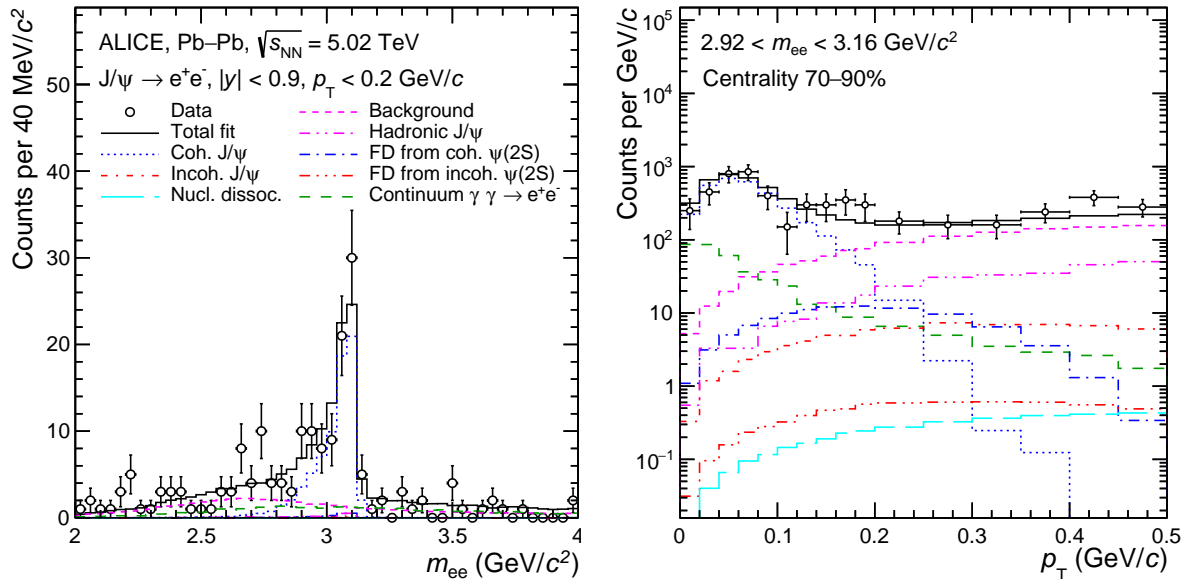 Counts per 40 MeV/c²
ALICE, Pb–Pb, √sNN = 5.02 TeV
J/ψ → e⁺e⁻, |y| < 0.9, pT < 0.2 GeV/c
Data
Total fit
Coh. J/ψ
Incoh. J/ψ
Nucl. dissoc.
Background
Hadronic J/ψ
FD from coh. ψ(2S)
FD from incoh. ψ(2S)
Continuum γ γ → e⁺e⁻
50
40
30
20
10
0
2 2.5 3 3.5 4
mee (GeV/c²)
Counts per GeV/c
2.92 < mee < 3.16 GeV/c²
Centrality 70–90%
10⁵
10⁴
10³
10²
10
1
10⁻¹
0 0.1 0.2 0.3 0.4 0.5
pT (GeV/c)